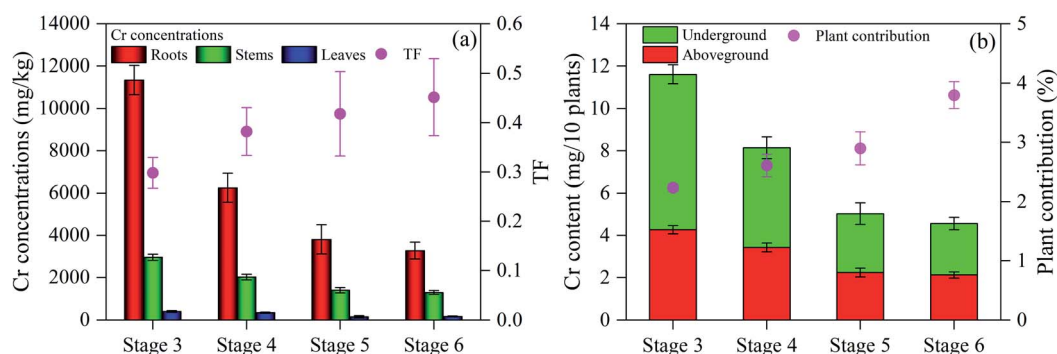 Cr concentrations (mg/kg)
14000
12000
10000
8000
6000
4000
2000
0
Cr concentrations
Roots Stems Leaves TF
(a)
0.6
0.5
0.4
0.3
0.2
0.1
0.0
TF
Stage 3 Stage 4 Stage 5 Stage 6
Cr content (mg/10 plants)
14
12
10
8
6
4
2
0
Underground Plant contribution
Aboveground
(b)
5
4
3
2
1
0
Plant contribution (%)
Stage 3 Stage 4 Stage 5 Stage 6